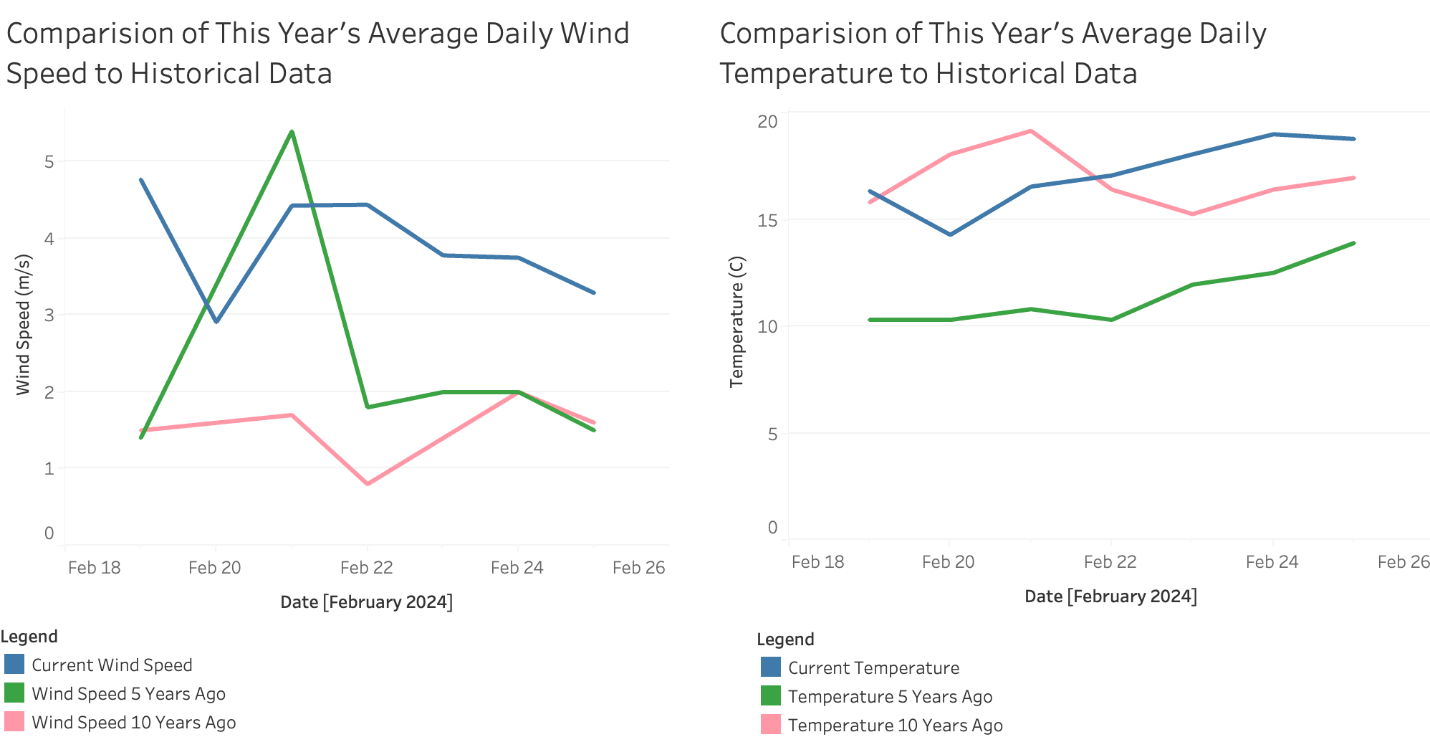 Comparision of This Year’s Average Daily Wind
Speed to Historical Data
5
4
3
2
1
0
Wind Speed (m/s)
Feb 18
Feb 20
Feb 22
Feb 24
Feb 26
Date [February 2024]
Legend
Current Wind Speed
Wind Speed 5 Years Ago
Wind Speed 10 Years Ago
Comparision of This Year’s Average Daily
Temperature to Historical Data
20
15
10
5
0
Temperature (C)
Feb 18
Feb 20
Feb 22
Feb 24
Feb 26
Date [February 2024]
Legend
Current Temperature
Temperature 5 Years Ago
Temperature 10 Years Ago